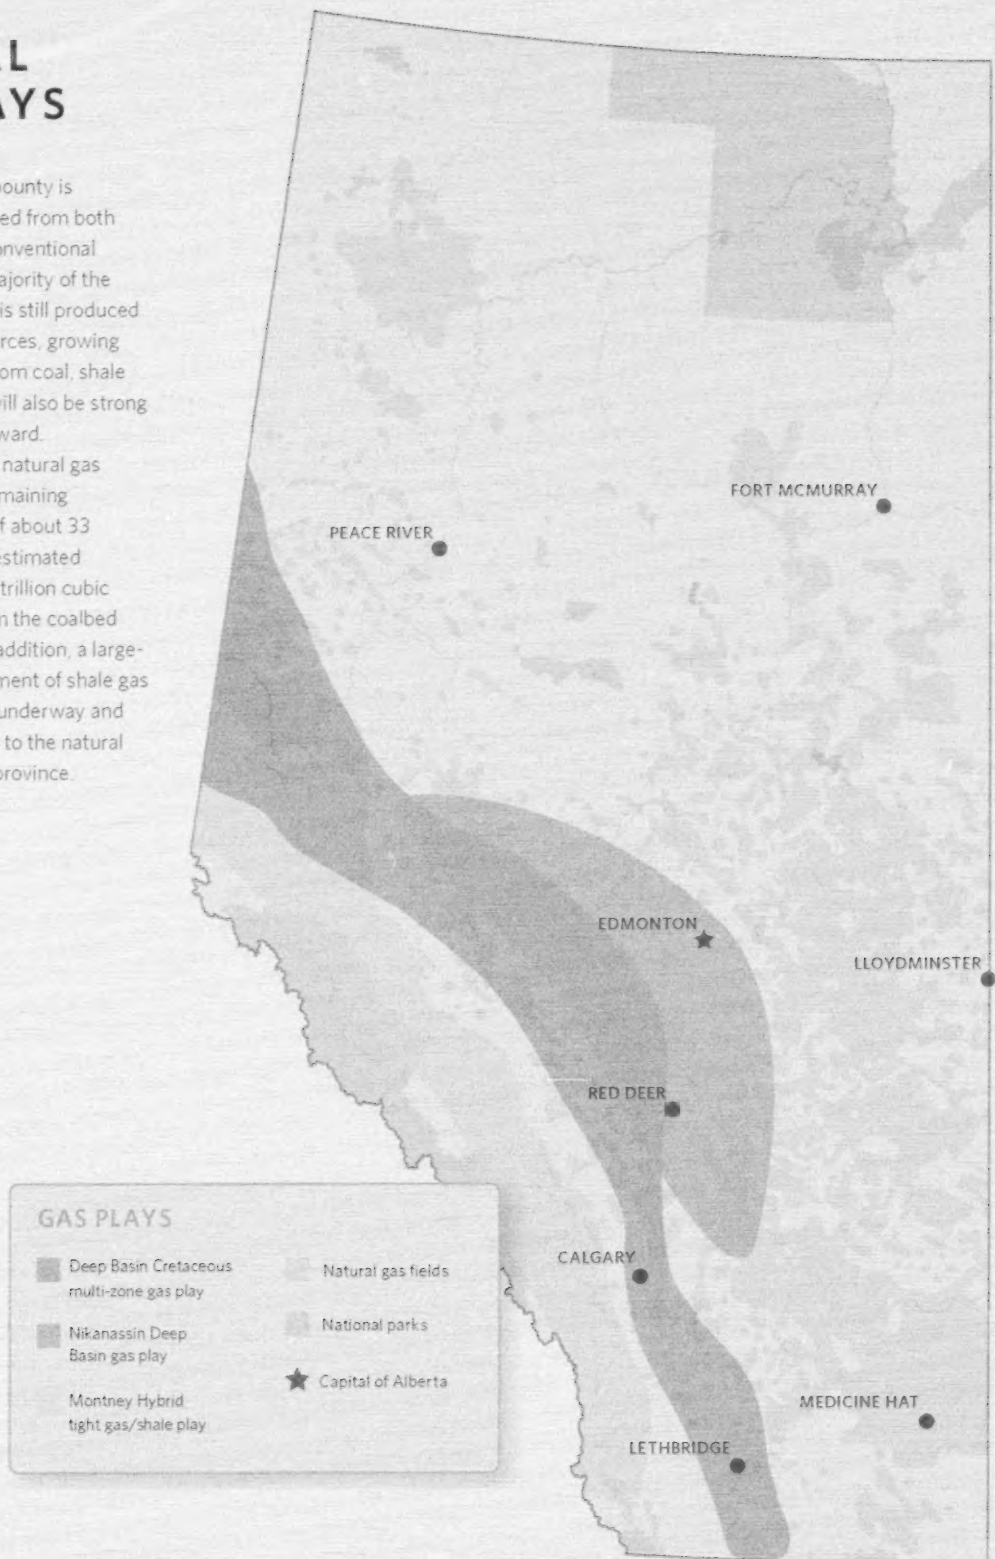 AL
AYS
bounty is
ed from both
onventional
ajority of the
is still produced
rces, growing
om coal, shale
will also be strong
ward.
natural gas
maining
f about 33
estimated
trillion cubic
n the coalbed
addition, a large-
ment of shale gas
underway and
to the natural
province.
FORT MCMURRAY
PEACE RIVER
EDMONTON
LLOYDMINSTER
RED DEER
CALGARY
MEDICINE HAT
LETHBRIDGE
GAS PLAYS
Deep Basin Cretaceous
multi-zone gas play
Nikanassin Deep
Basin gas play
Montney Hybrid
tight gas/shale play
Natural gas fields
National parks
Capital of Alberta